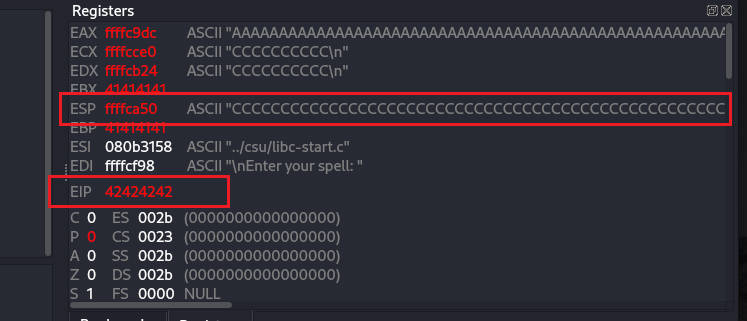 Registers
EAX ffffc9dc ASCII "AAAAAAAAAAAAAAAAAAAAAAAAAAAAAAAAAAAAAAAAAAAAAAAAAA
ECX ffffcce0 ASCII "CCCCCCCCCC\n"
EDX ffffcb24 ASCII "CCCCCCCCCC\n"
EBX 41414141
ESP ffffca50 ASCII "CCCCCCCCCCCCCCCCCCCCCCCCCCCCCCCCCCCCCCCCCCCCCCCCCC
EBP 41414141
ESI 080b3158 ASCII "../csu/libc-start.c"
EDI ffffcf98 ASCII "\nEnter your spell: "
EIP 42424242
C 0 ES 002b (0000000000000000)
P 0 CS 0023 (0000000000000000)
A 0 SS 002b (0000000000000000)
Z 0 DS 002b (0000000000000000)
S 1 FS 0000 NULL